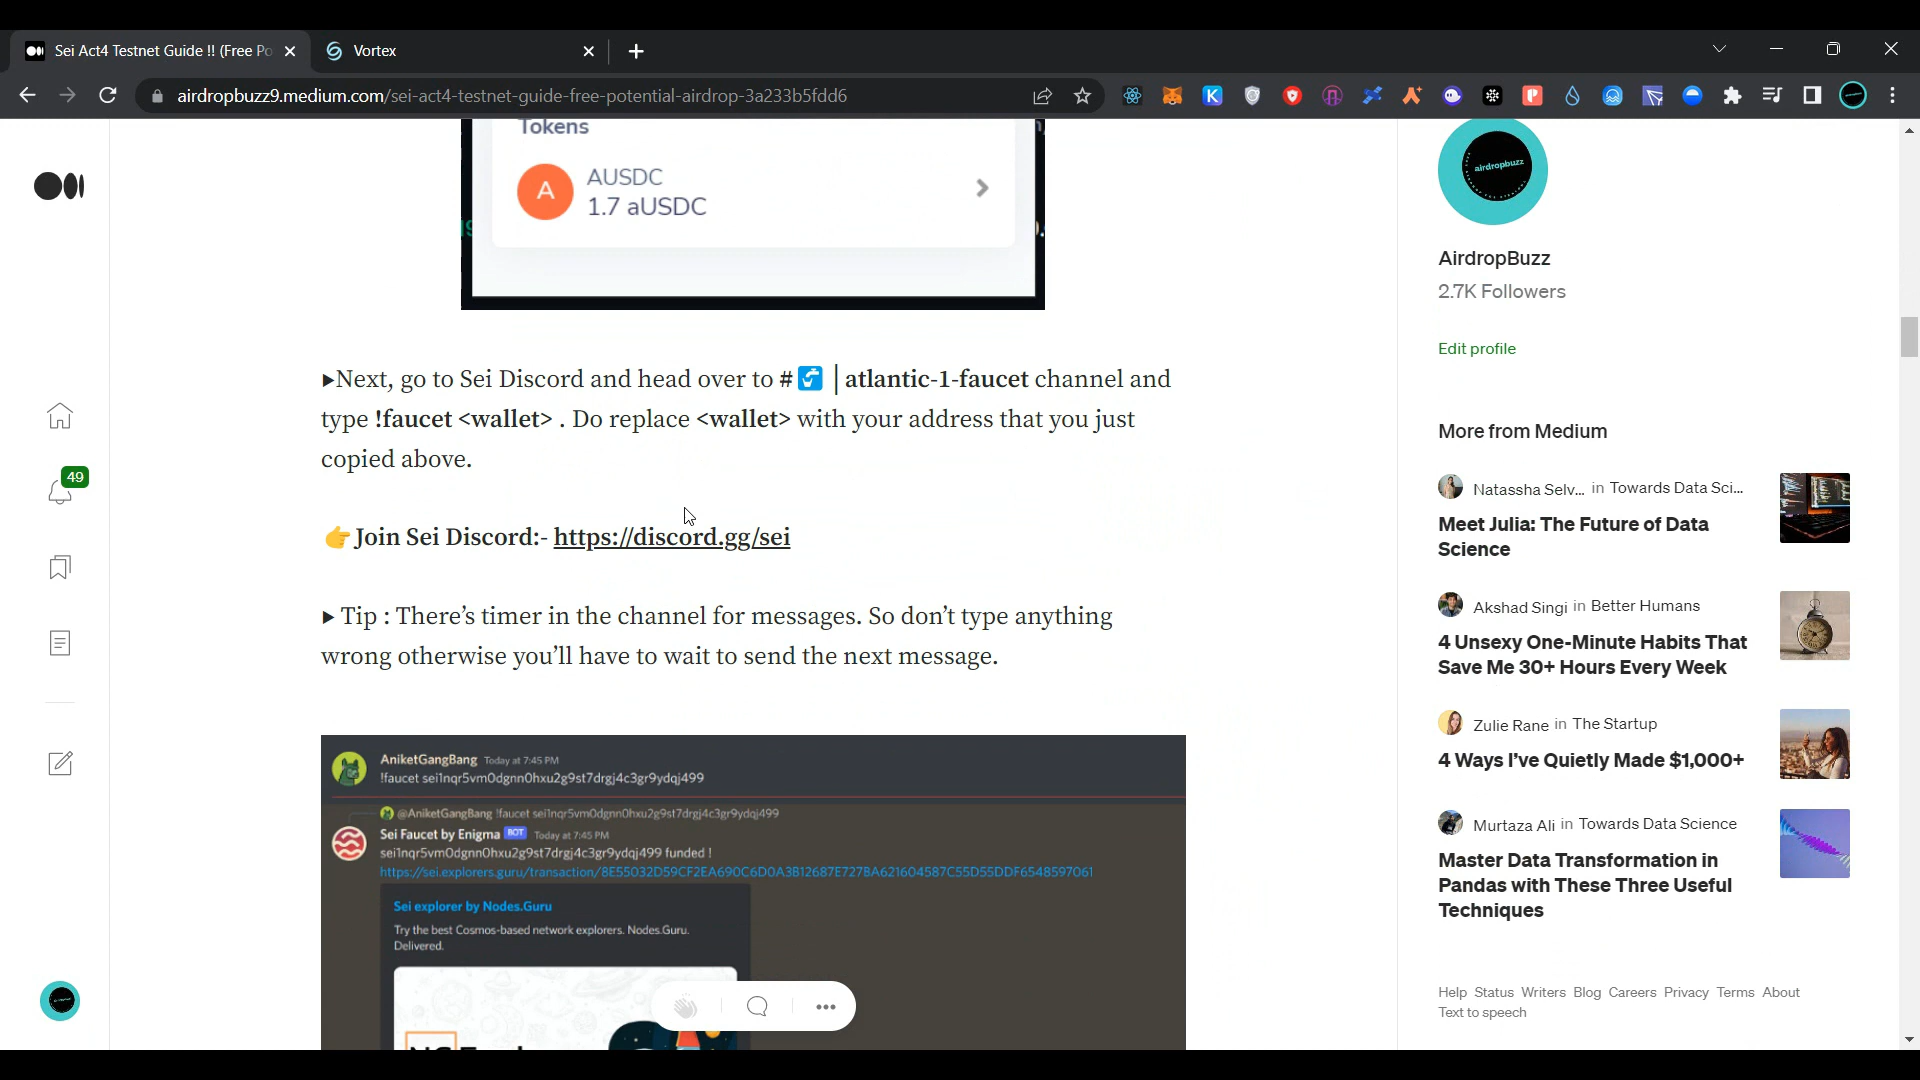 Sei Act4 Testnet Guide !! (Free Po
Vortex
airdropbuzz9.medium.com/sei-act4-testnet-guide-free-potential-airdrop-3a233b5fdd6
Tokens
A
AUSDC
1.7 aUSDC
▸Next, go to Sei Discord and head over to #🚰 | atlantic-1-faucet channel and
type !faucet <wallet> . Do replace <wallet> with your address that you just
copied above.
👉Join Sei Discord:- https://discord.gg/sei
▸ Tip : There’s timer in the channel for messages. So don’t type anything
wrong otherwise you’ll have to wait to send the next message.
AniketGangBang Today at 7:45 PM
!faucet sei1nqr5vm0dgnn0hxu2g9st7drgj4c3gr9ydqj499
@AniketGangBang !faucet sei1nqr5vm0dgnn0hxu2g9st7drgj4c3gr9ydqj499
Sei Faucet by Enigma BOT Today at 7:45 PM
sei1nqr5vm0dgnn0hxu2g9st7drgj4c3gr9ydqj499 funded !
https://sei.explorers.guru/transaction/8E55032D59CF2EA690C6D0A3B12687E727BA621604587C55D55DDF6548597061
Sei explorer by Nodes.Guru
Try the best Cosmos-based network explorers. Nodes.Guru.
Delivered.
49
airdropbuzz
AirdropBuzz
2.7K Followers
Edit profile
More from Medium
Natassha Selv... in Towards Data Sci...
Meet Julia: The Future of Data
Science
Akshad Singi in Better Humans
4 Unsexy One-Minute Habits That
Save Me 30+ Hours Every Week
Zulie Rane in The Startup
4 Ways I’ve Quietly Made $1,000+
Murtaza Ali in Towards Data Science
Master Data Transformation in
Pandas with These Three Useful
Techniques
Help Status Writers Blog Careers Privacy Terms About
Text to speech